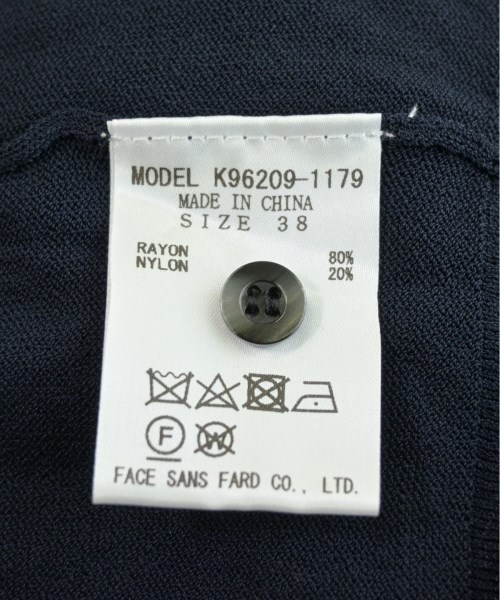 MODEL K96209-1179
MADE IN CHINA
SIZE 38
RAYON 80%
NYLON 20%
F W
FACE SANS FARD CO., LTD.